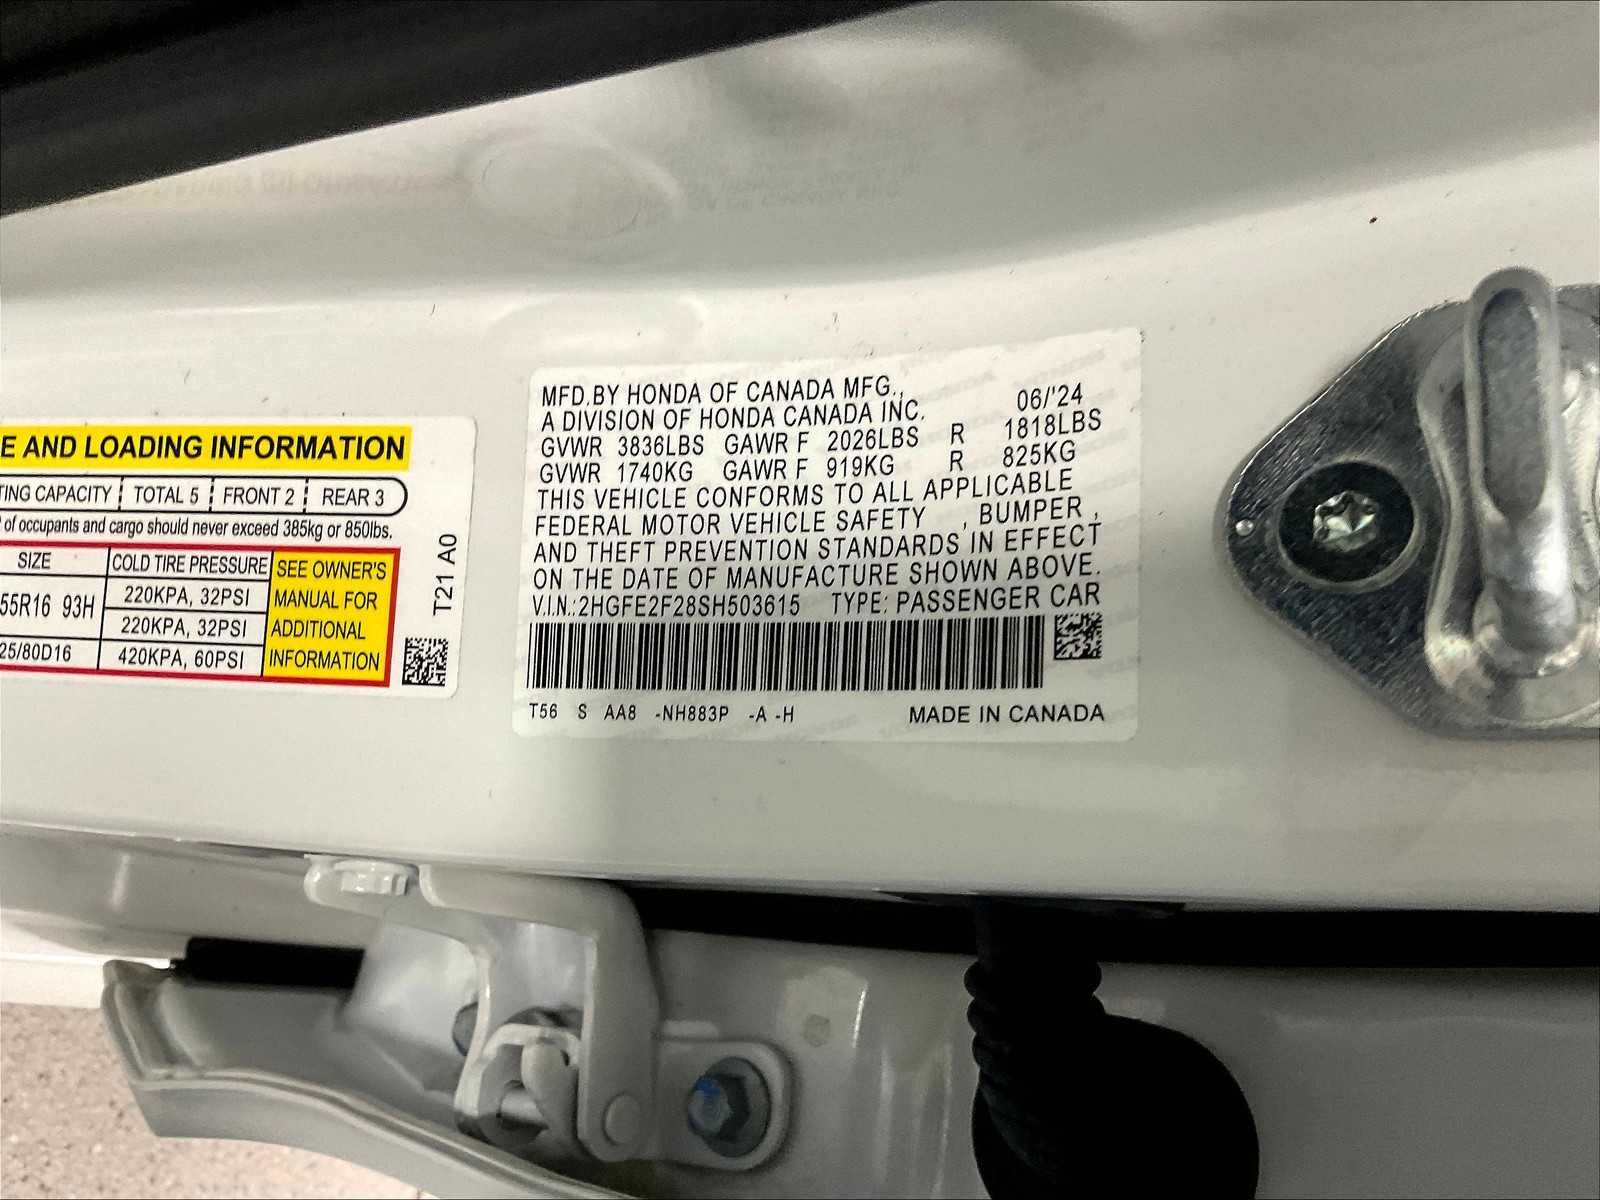 E AND LOADING INFORMATION
TING CAPACITY TOTAL 5 FRONT 2 REAR 3
of occupants and cargo should never exceed 385kg or 850lbs.
SIZE COLD TIRE PRESSURE SEE OWNER'S
55R16 93H 220KPA, 32PSI MANUAL FOR
220KPA, 32PSI ADDITIONAL
25/80D16 420KPA, 60PSI INFORMATION
T21 A0
MFD.BY HONDA OF CANADA MFG., 06/'24
A DIVISION OF HONDA CANADA INC.
GVWR 3836LBS GAWR F 2026LBS R 1818LBS
GVWR 1740KG GAWR F 919KG R 825KG
THIS VEHICLE CONFORMS TO ALL APPLICABLE
FEDERAL MOTOR VEHICLE SAFETY , BUMPER ,
AND THEFT PREVENTION STANDARDS IN EFFECT
ON THE DATE OF MANUFACTURE SHOWN ABOVE.
V.I.N.:2HGFE2F28SH503615 TYPE: PASSENGER CAR
T56 S AA8 -NH883P -A -H MADE IN CANADA